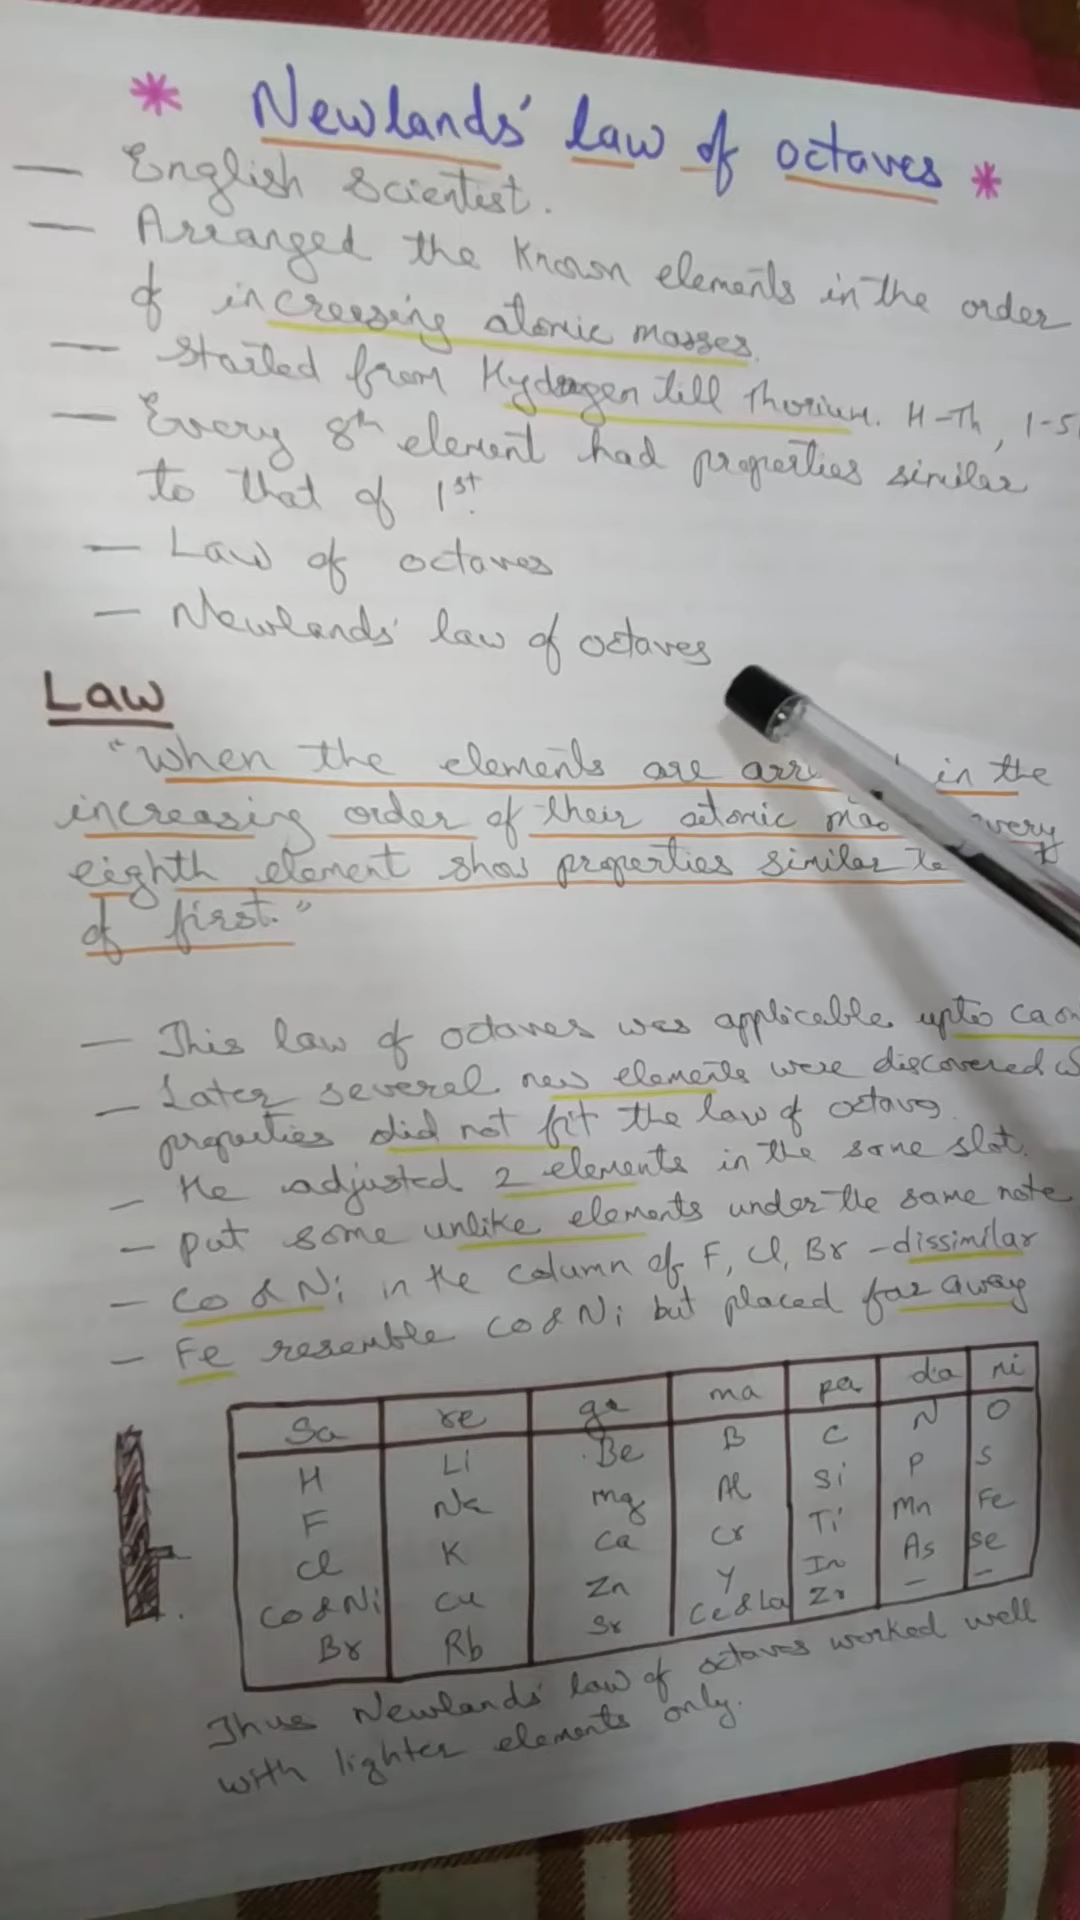 * Newlands' law of octaves *
— English Scientist.
— Arranged the known elements in the order
of increasing atomic masses.
— Started from Hydrogen till Thorium. H-Th, 1-5
— Every 8th element had properties similar
to that of 1st.
— Law of octaves
— Newlands' law of octaves
Law
"When the elements are arr in the
increasing order of their atomic mas every
eighth element show properties similar to
of first."
— This law of octaves was applicable upto Ca on
— Later several new elements were discovered
properties did not fit the law of octave.
— He adjusted 2 elements in the same slot.
— put some unlike elements under the same note
— Co & Ni in the column of F, Cl, Br - dissimilar
— Fe resemble Co & Ni but placed far away
Sa re ga ma pa da ni
H Li Be B C N O
F Na Mg Al Si P S
Cl K Ca Cr Ti Mn Fe
Co & Ni Cu Zn Y In As Se
Br Rb Sr Ce & La Zr — —
Thus Newlands' law of octaves worked well
with lighter elements only.